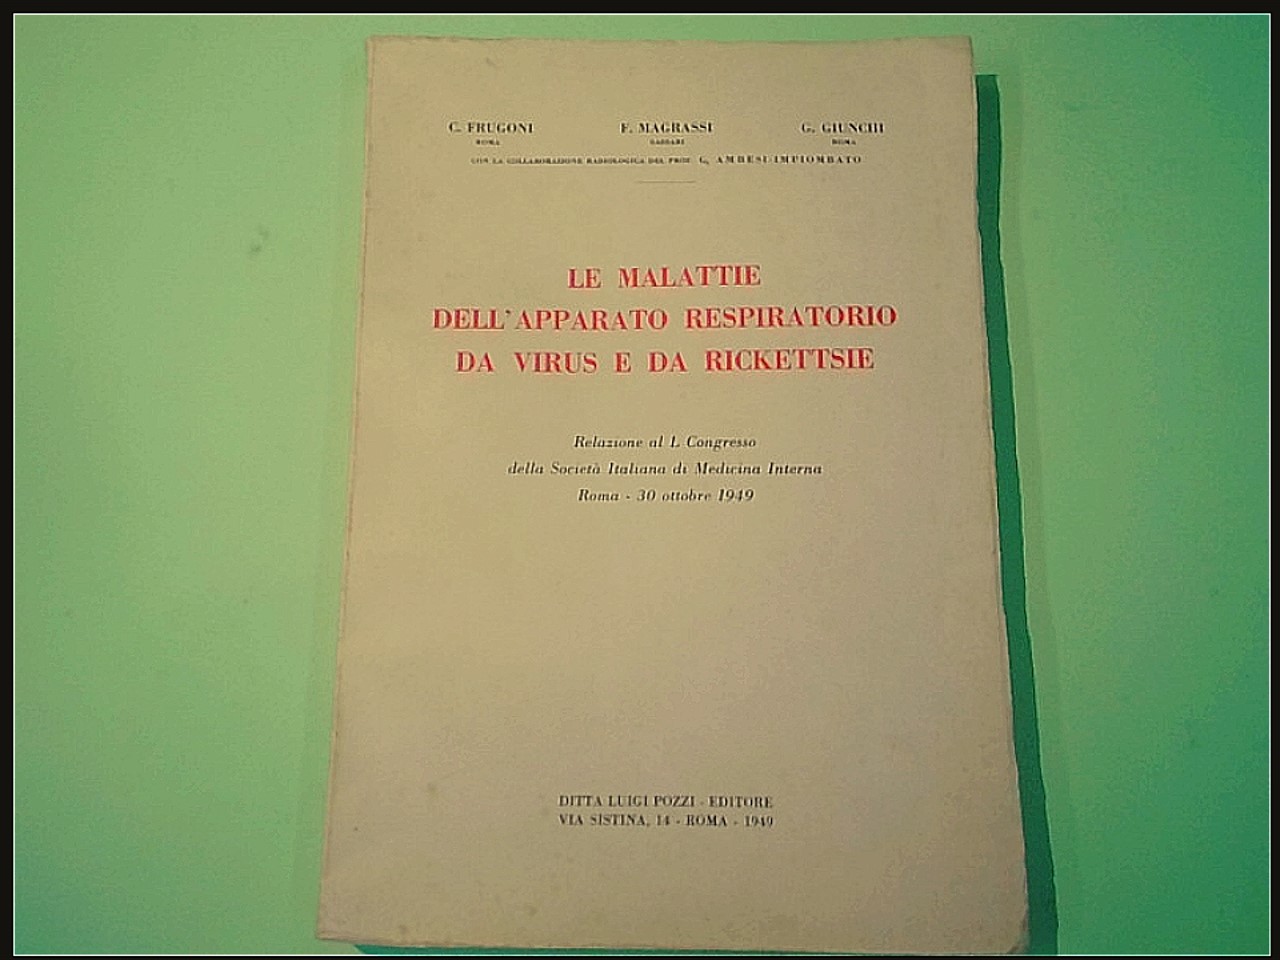 C. FRUGONI F. MAGRASSI G. GIUNCHI
ROMA SASSARI ROMA
CON LA COLLABORAZIONE RADIOLOGICA DEL PROF. G. AMBESI-IMPIOMBATO
LE MALATTIE
DELL'APPARATO RESPIRATORIO
DA VIRUS E DA RICKETTSIE
Relazione al L Congresso
della Società Italiana di Medicina Interna
Roma - 30 ottobre 1949
DITTA LUIGI POZZI - EDITORE
VIA SISTINA, 14 - ROMA - 1949